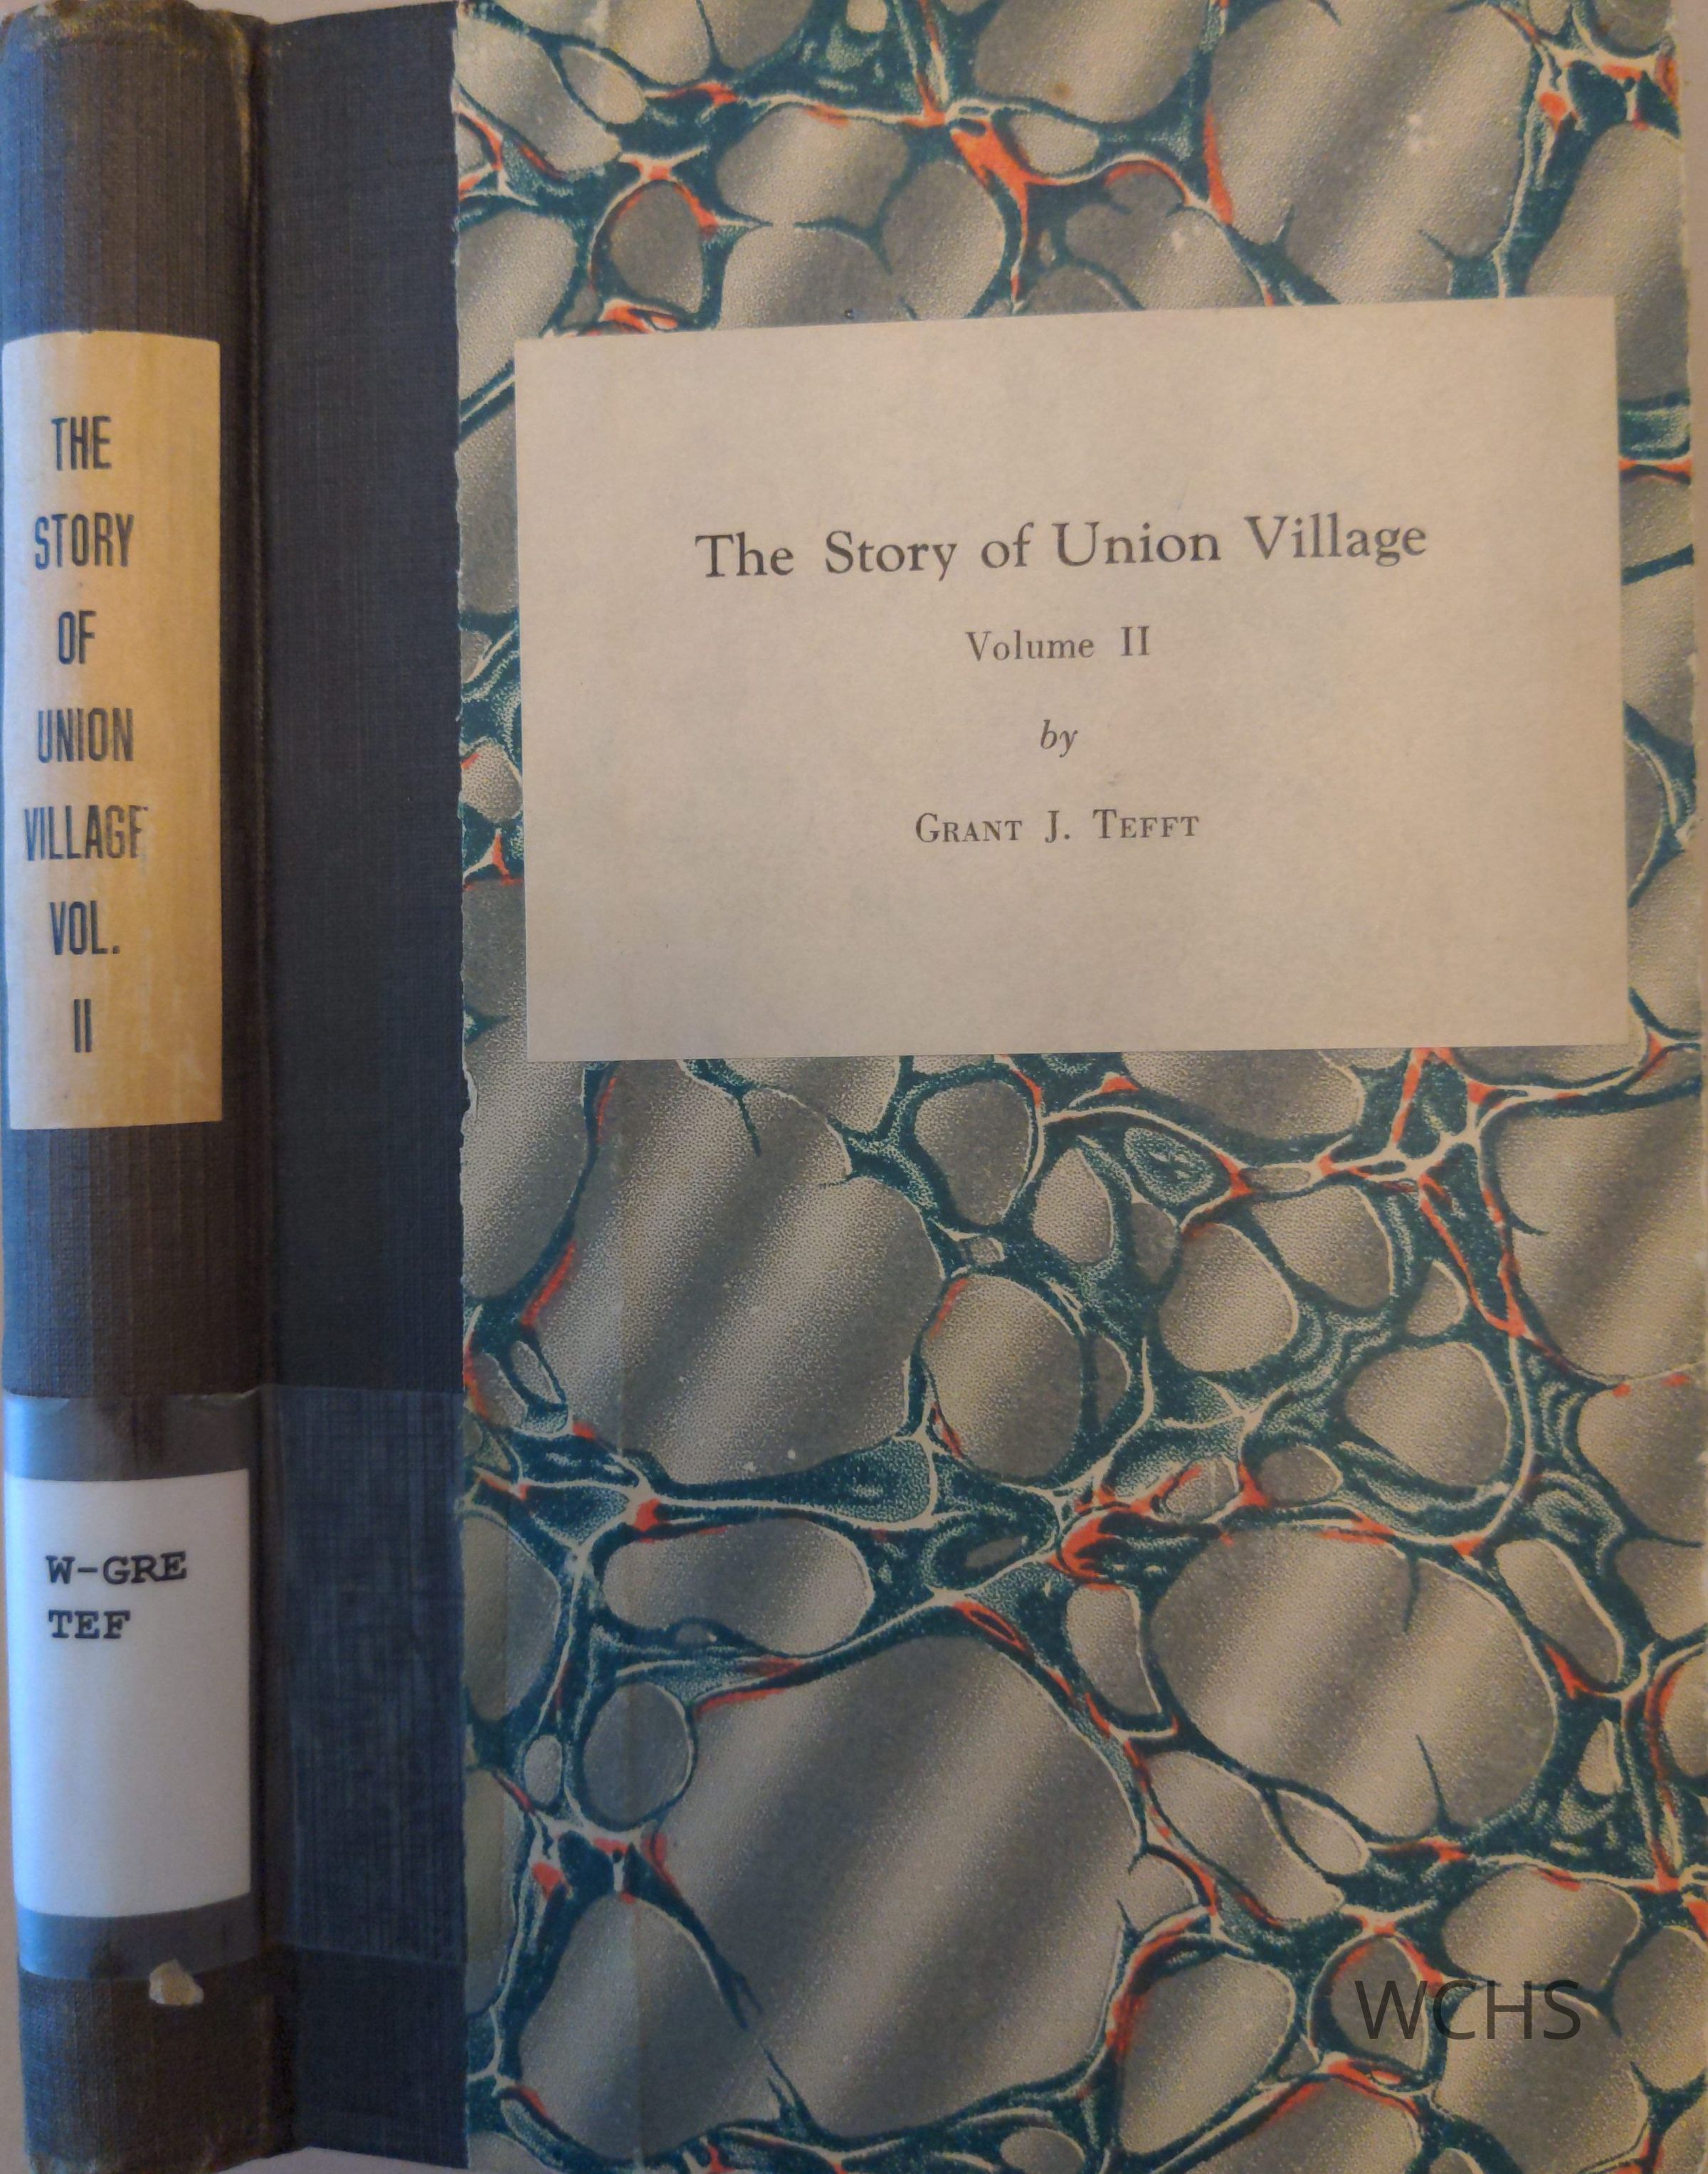 THE
STORY
OF
UNION
VILLAGE
VOL.
II
W-GRE
TEF
The Story of Union Village
Volume II
by
GRANT J. TEFFT
WCHS